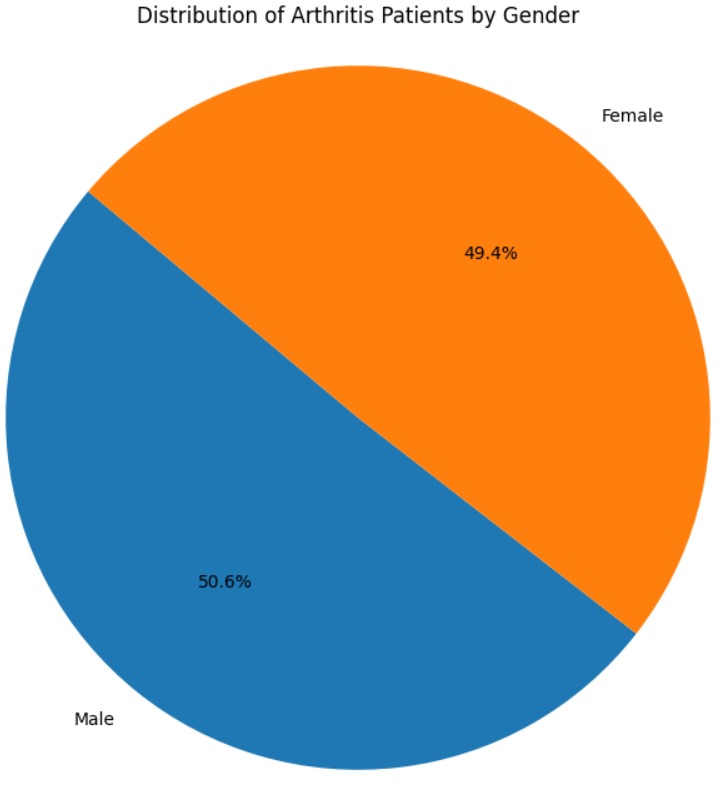 Distribution of Arthritis Patients by Gender
Female
49.4%
50.6%
Male